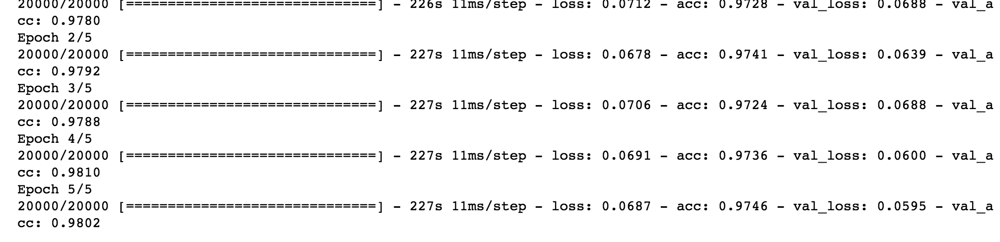 20000/20000 [==============================] - 226s 11ms/step - loss: 0.0712 - acc: 0.9728 - val_loss: 0.0688 - val_a
cc: 0.9780
Epoch 2/5
20000/20000 [==============================] - 227s 11ms/step - loss: 0.0678 - acc: 0.9741 - val_loss: 0.0639 - val_a
cc: 0.9792
Epoch 3/5
20000/20000 [==============================] - 227s 11ms/step - loss: 0.0706 - acc: 0.9724 - val_loss: 0.0688 - val_a
cc: 0.9788
Epoch 4/5
20000/20000 [==============================] - 227s 11ms/step - loss: 0.0691 - acc: 0.9736 - val_loss: 0.0600 - val_a
cc: 0.9810
Epoch 5/5
20000/20000 [==============================] - 227s 11ms/step - loss: 0.0687 - acc: 0.9746 - val_loss: 0.0595 - val_a
cc: 0.9802